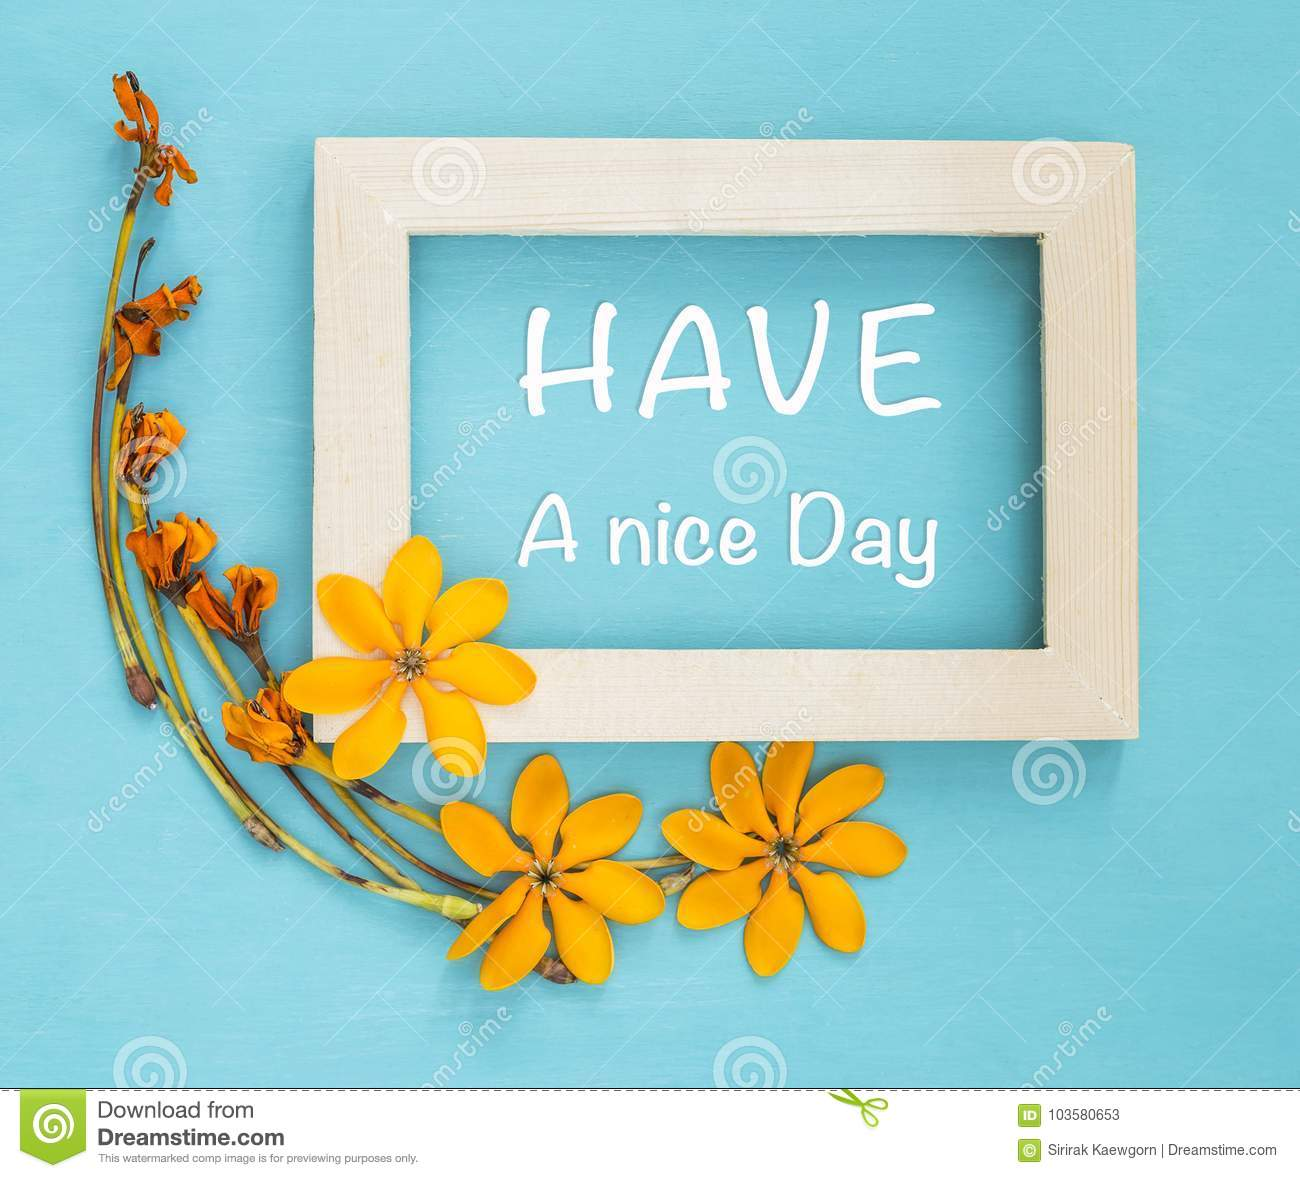 HAVE
A nice Day
dreamstime
Download from
Dreamstime.com
This watermarked comp image is for previewing purposes only.
ID 103580653
© Sirirak Kaewgorn | Dreamstime.com